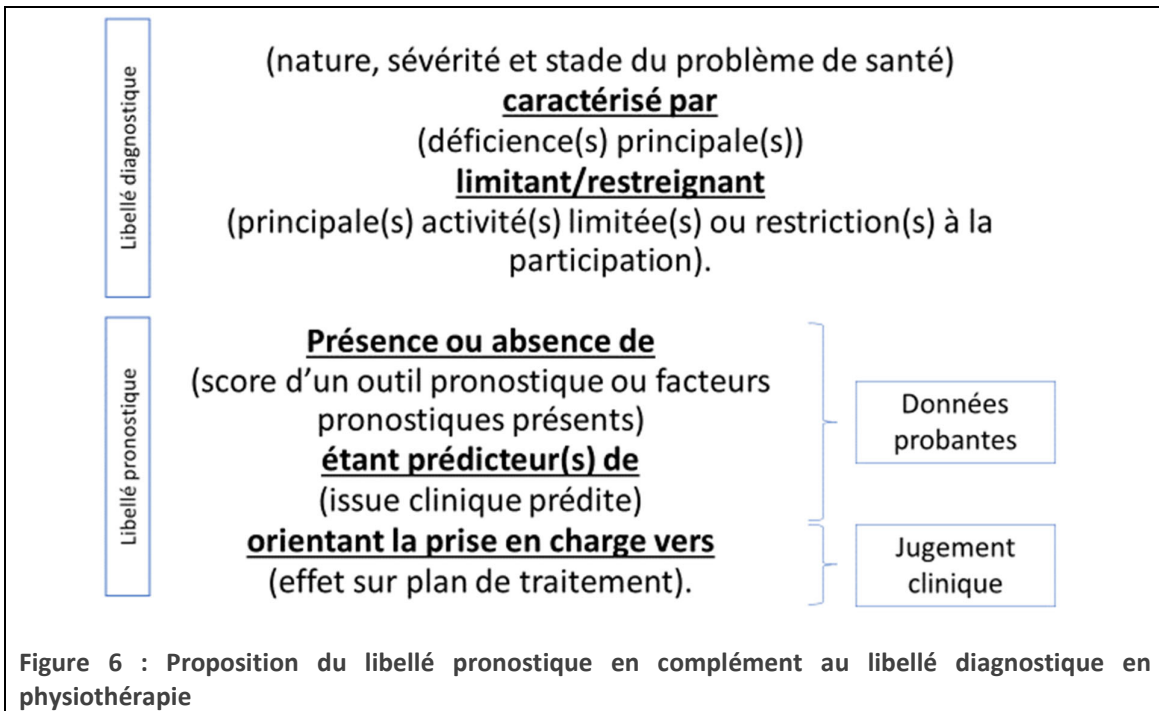 Libellé diagnostique
(nature, sévérité et stade du problème de santé)
caractérisé par
(déficience(s) principale(s))
limitant/restreignant
(principale(s) activité(s) limitée(s) ou restriction(s) à la
participation).
Libellé pronostique
Présence ou absence de
(score d'un outil pronostique ou facteurs
pronostiques présents)
étant prédicteur(s) de
(issue clinique prédite)
orientant la prise en charge vers
(effet sur plan de traitement).
Données
probantes
Jugement
clinique
Figure 6 : Proposition du libellé pronostique en complément au libellé diagnostique en
physiothérapie